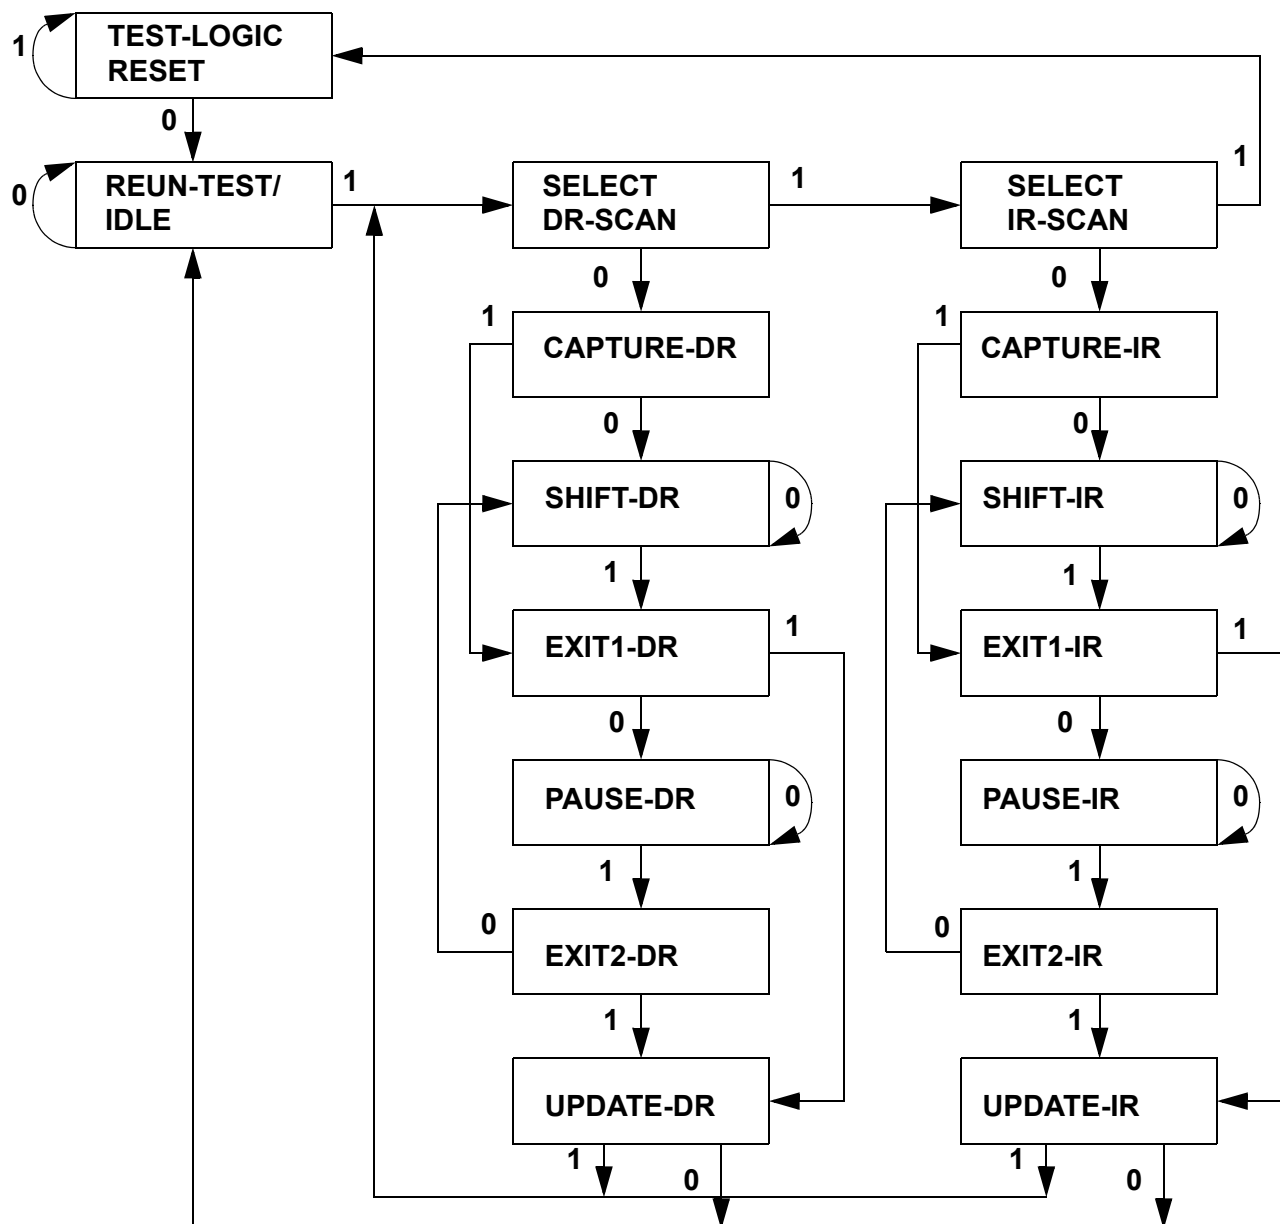 TEST-LOGIC
RESET
1
0
REUN-TEST/
IDLE
0
1
SELECT
DR-SCAN
1
SELECT
IR-SCAN
1
0
0
1
CAPTURE-DR
1
CAPTURE-IR
0
0
SHIFT-DR
0
SHIFT-IR
0
1
1
EXIT1-DR
1
EXIT1-IR
1
0
0
PAUSE-DR
0
PAUSE-IR
0
1
1
0
EXIT2-DR
0
EXIT2-IR
1
1
UPDATE-DR
UPDATE-IR
1
0
1
0